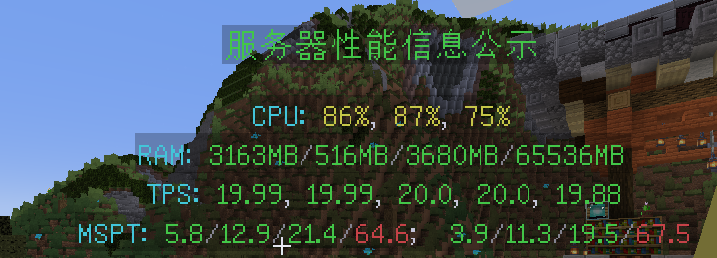 服务器性能信息公示
CPU: 86%, 87%, 75%
RAM: 3163MB/516MB/3680MB/65536MB
TPS: 19.99, 19.99, 20.0, 20.0, 19.88
MSPT: 5.8/12.9/21.4/64.6; 3.9/11.3/19.5/67.5